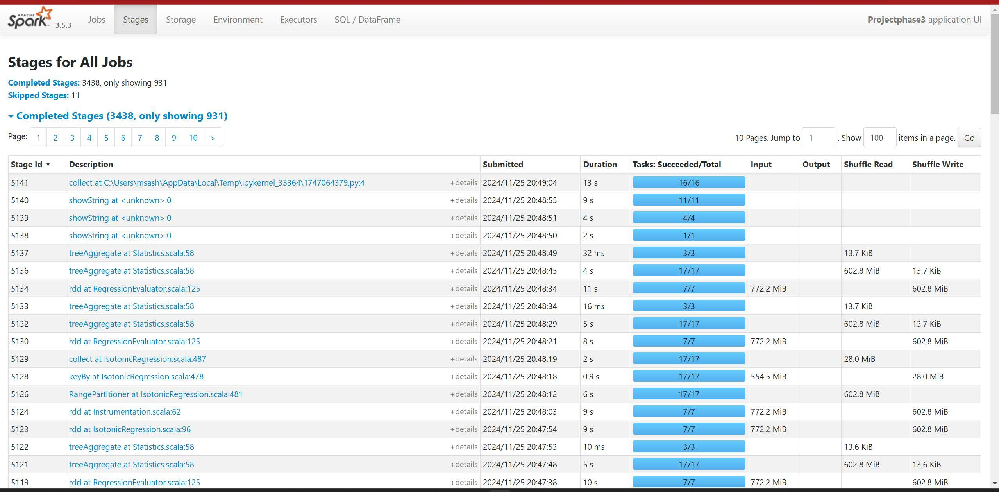 APACHE
Spark 3.5.3 Jobs Stages Storage Environment Executors SQL / DataFrame Projectphase3 application UI
Stages for All Jobs
Completed Stages: 3438, only showing 931
Skipped Stages: 11
Completed Stages (3438, only showing 931)
Page: 1 2 3 4 5 6 7 8 9 10 > 10 Pages. Jump to 1 . Show 100 items in a page. Go
Stage Id ▾ Description Submitted Duration Tasks: Succeeded/Total Input Output Shuffle Read Shuffle Write
5141 collect at C:\Users\msash\AppData\Local\Temp\ipykernel_33364\1747064379.py:4 +details 2024/11/25 20:49:04 13 s 16/16
5140 showString at <unknown>:0 +details 2024/11/25 20:48:55 9 s 11/11
5139 showString at <unknown>:0 +details 2024/11/25 20:48:51 4 s 4/4
5138 showString at <unknown>:0 +details 2024/11/25 20:48:50 2 s 1/1
5137 treeAggregate at Statistics.scala:58 +details 2024/11/25 20:48:49 32 ms 3/3 13.7 KiB
5136 treeAggregate at Statistics.scala:58 +details 2024/11/25 20:48:45 4 s 17/17 602.8 MiB 13.7 KiB
5134 rdd at RegressionEvaluator.scala:125 +details 2024/11/25 20:48:34 11 s 7/7 772.2 MiB 602.8 MiB
5133 treeAggregate at Statistics.scala:58 +details 2024/11/25 20:48:34 16 ms 3/3 13.7 KiB
5132 treeAggregate at Statistics.scala:58 +details 2024/11/25 20:48:29 5 s 17/17 602.8 MiB 13.7 KiB
5130 rdd at RegressionEvaluator.scala:125 +details 2024/11/25 20:48:21 8 s 7/7 772.2 MiB 602.8 MiB
5129 collect at IsotonicRegression.scala:487 +details 2024/11/25 20:48:19 2 s 17/17 28.0 MiB
5128 keyBy at IsotonicRegression.scala:478 +details 2024/11/25 20:48:18 0.9 s 17/17 554.5 MiB 28.0 MiB
5126 RangePartitioner at IsotonicRegression.scala:481 +details 2024/11/25 20:48:12 6 s 17/17 602.8 MiB
5124 rdd at Instrumentation.scala:62 +details 2024/11/25 20:48:03 9 s 7/7 772.2 MiB 602.8 MiB
5123 rdd at IsotonicRegression.scala:96 +details 2024/11/25 20:47:54 9 s 7/7 772.2 MiB 602.8 MiB
5122 treeAggregate at Statistics.scala:58 +details 2024/11/25 20:47:53 10 ms 3/3 13.6 KiB
5121 treeAggregate at Statistics.scala:58 +details 2024/11/25 20:47:48 5 s 17/17 602.8 MiB 13.6 KiB
5119 rdd at RegressionEvaluator.scala:125 +details 2024/11/25 20:47:38 10 s 7/7 772.2 MiB 602.8 MiB